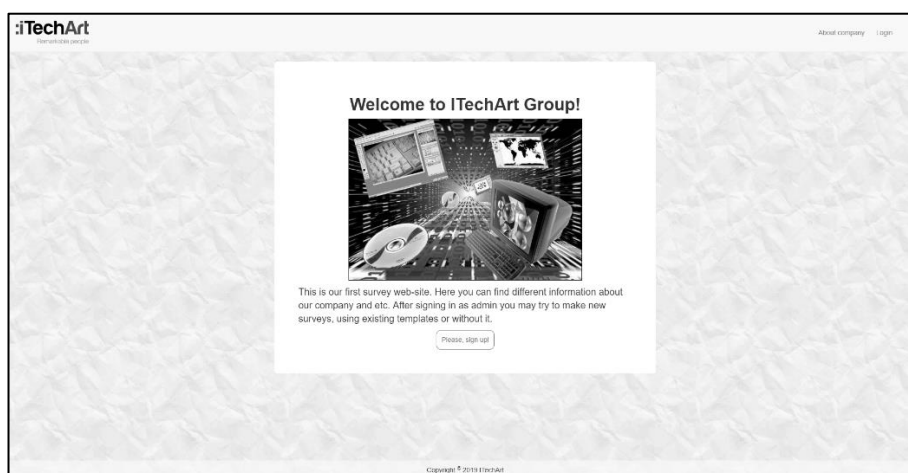 :iTechArt
Remarkable people
About company Login
Welcome to ITechArt Group!
This is our first survey web-site. Here you can find different information about
our company and etc. After signing in as admin you may try to make new
surveys, using existing templates or without it.
Please, sign up!
Copyright © 2019 ITechArt